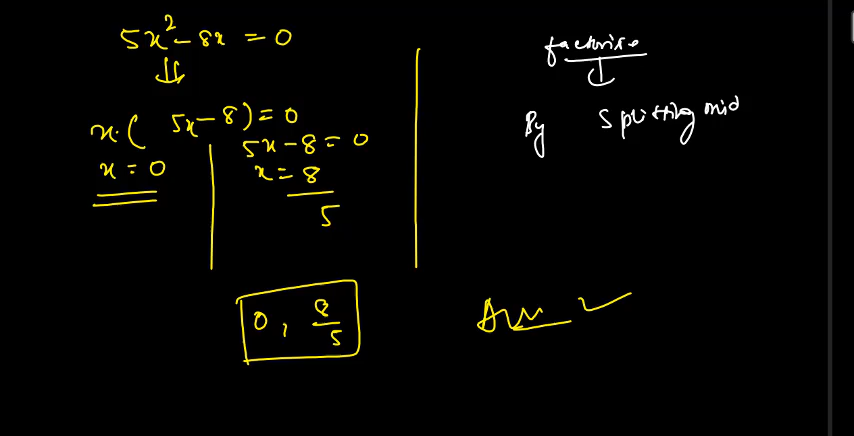 5x² - 8x = 0
⇓
x·( 5x - 8) = 0
x = 0
5x - 8 = 0
x = 8/5
0, 8/5
factorise
↓
By Splitting mid